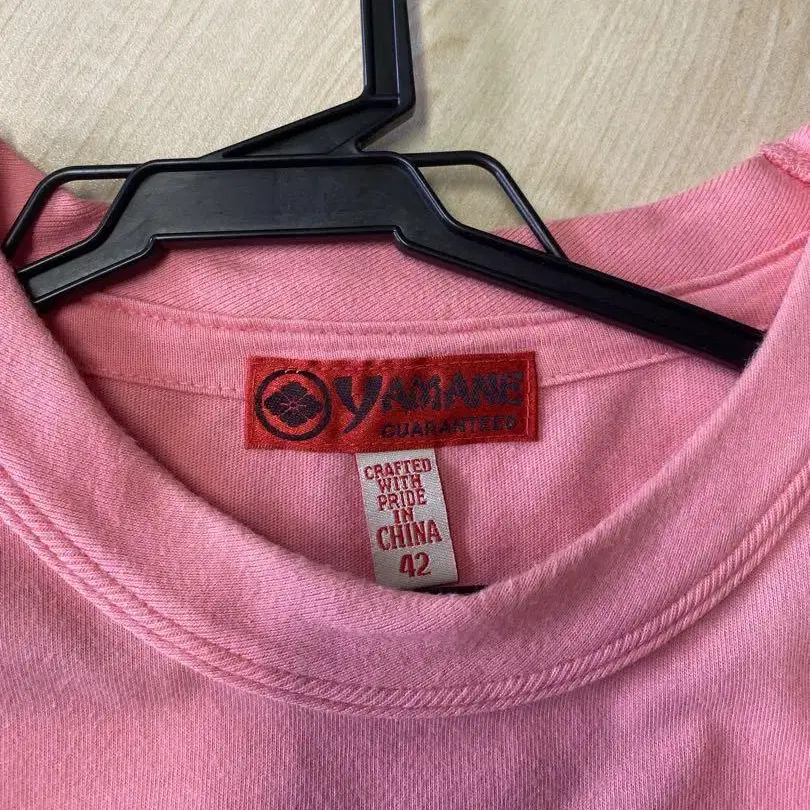 YAMANE
GUARANTEED
CRAFTED
WITH
PRIDE
IN
CHINA
42